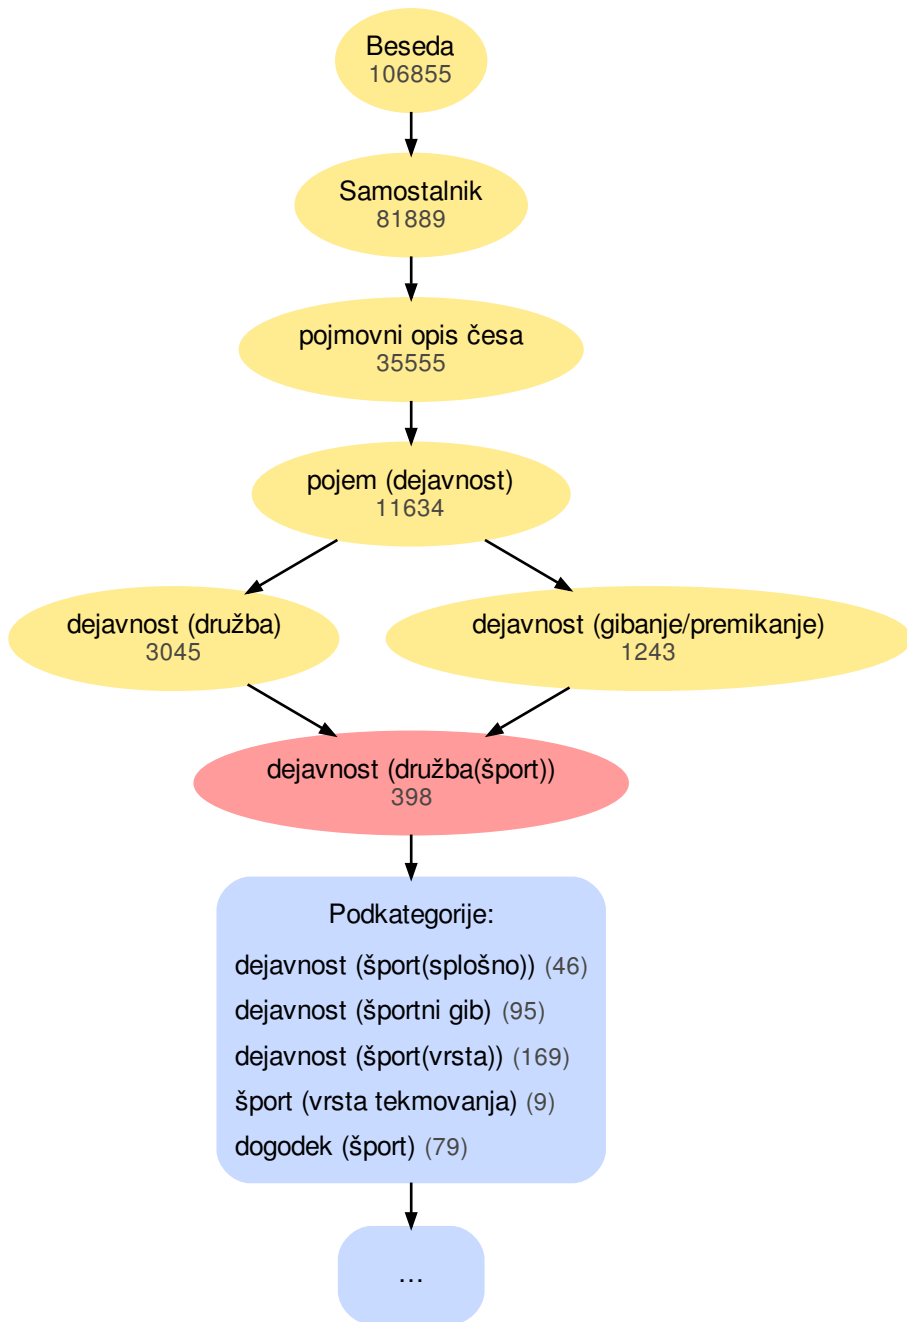 Beseda
106855
Samostalnik
81889
pojmovni opis česa
35555
pojem (dejavnost)
11634
dejavnost (družba)
3045
dejavnost (gibanje/premikanje)
1243
dejavnost (družba(šport))
398
Podkategorije:
dejavnost (šport(splošno)) (46)
dejavnost (športni gib) (95)
dejavnost (šport(vrsta)) (169)
šport (vrsta tekmovanja) (9)
dogodek (šport) (79)
...